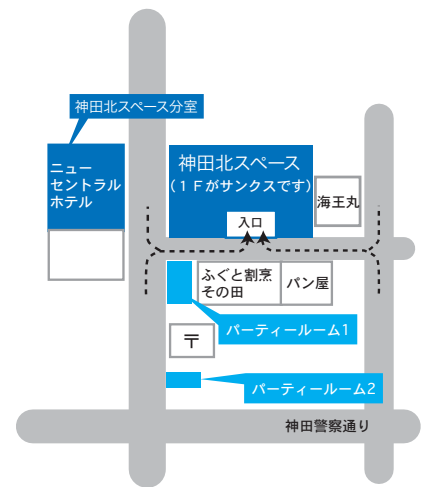 神田北スペース分室
ニュー
セントラル
ホテル
神田北スペース
(1Fがサンクスです)
海王丸
入口
ふぐと割烹
その田
パン屋
パーティールーム1
〒
パーティールーム2
神田警察通り